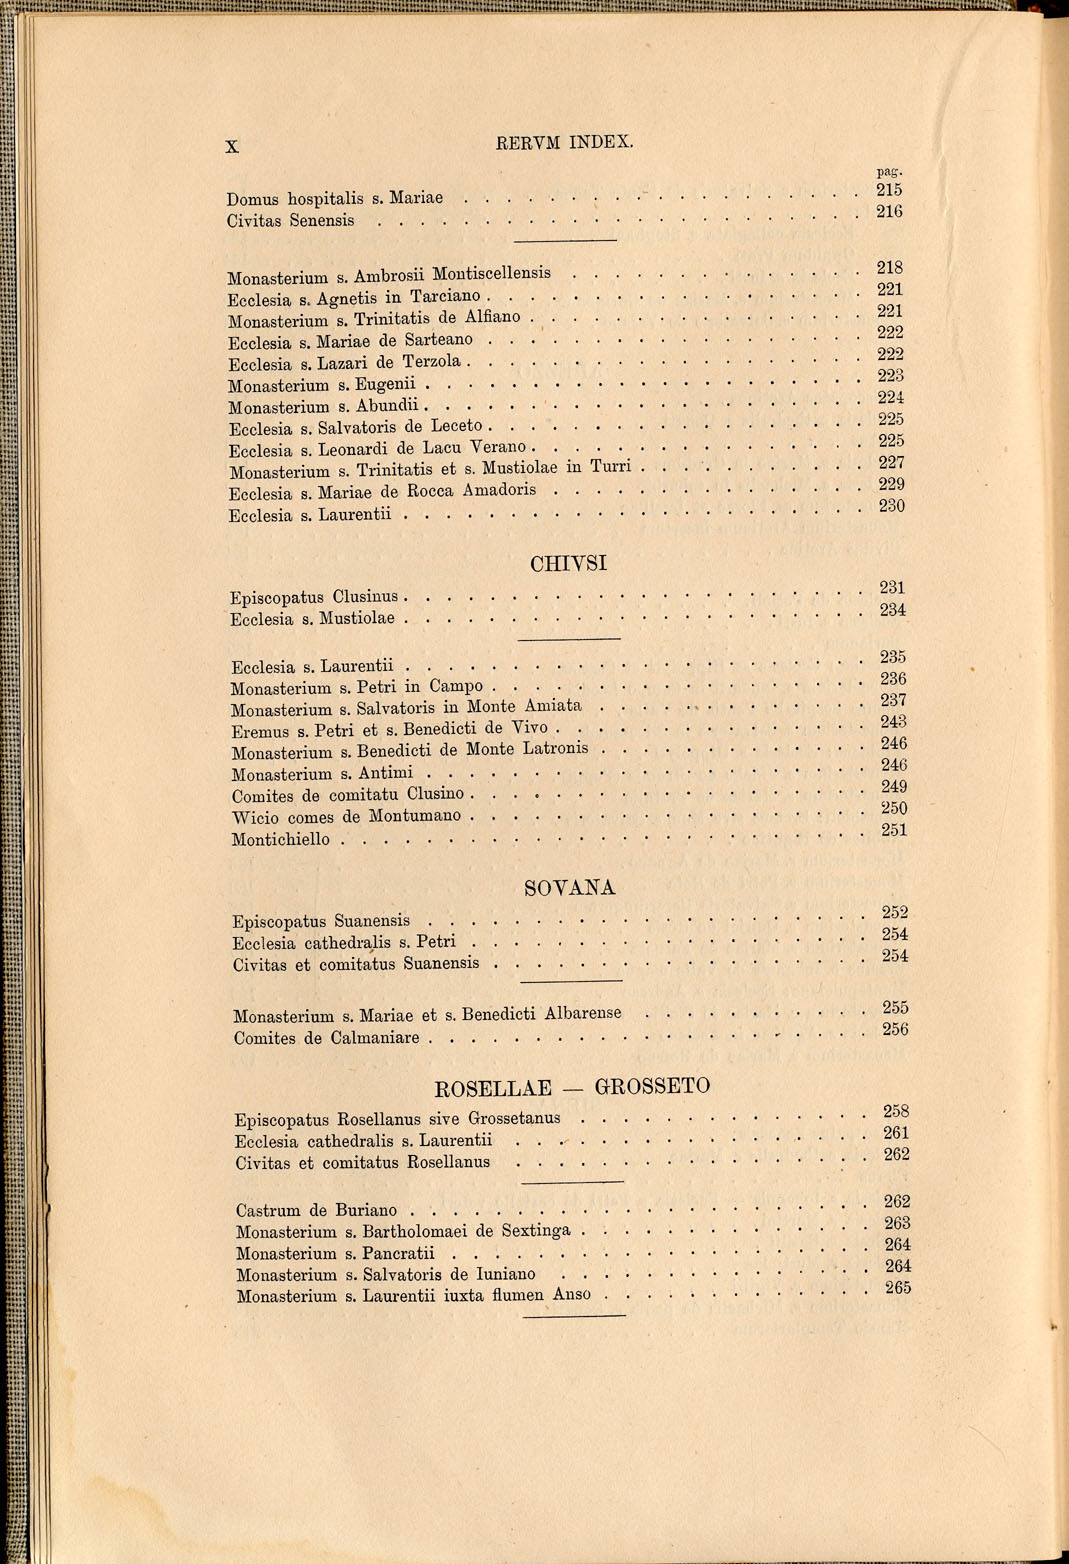 X RERVM INDEX.
pag.
Domus hospitalis s. Mariae . . . . . . . . . . . . . . . . . . . 215
Civitas Senensis . . . . . . . . . . . . . . . . . . . . . . . 216
Monasterium s. Ambrosii Montiscellensis . . . . . . . . . . . . . . 218
Ecclesia s. Agnetis in Tarciano . . . . . . . . . . . . . . . . . . 221
Monasterium s. Trinitatis de Alfiano . . . . . . . . . . . . . . . . 221
Ecclesia s. Mariae de Sarteano . . . . . . . . . . . . . . . . . . 222
Ecclesia s. Lazari de Terzola . . . . . . . . . . . . . . . . . . . 222
Monasterium s. Eugenii . . . . . . . . . . . . . . . . . . . . . 223
Monasterium s. Abundii . . . . . . . . . . . . . . . . . . . . . 224
Ecclesia s. Salvatoris de Leceto . . . . . . . . . . . . . . . . . . 225
Ecclesia s. Leonardi de Lacu Verano . . . . . . . . . . . . . . . . 225
Monasterium s. Trinitatis et s. Mustiolae in Turri . . . . . . . . . . . 227
Ecclesia s. Mariae de Rocca Amadoris . . . . . . . . . . . . . . . 229
Ecclesia s. Laurentii . . . . . . . . . . . . . . . . . . . . . . 230
CHIVSI
Episcopatus Clusinus . . . . . . . . . . . . . . . . . . . . . . 231
Ecclesia s. Mustiolae . . . . . . . . . . . . . . . . . . . . . . 234
Ecclesia s. Laurentii . . . . . . . . . . . . . . . . . . . . . . 235
Monasterium s. Petri in Campo . . . . . . . . . . . . . . . . . . 236
Monasterium s. Salvatoris in Monte Amiata . . . . . . . . . . . . . 237
Eremus s. Petri et s. Benedicti de Vivo . . . . . . . . . . . . . . . 243
Monasterium s. Benedicti de Monte Latronis . . . . . . . . . . . . . 246
Monasterium s. Antimi . . . . . . . . . . . . . . . . . . . . . 246
Comites de comitatu Clusino . . . . . . . . . . . . . . . . . . . 249
Wicio comes de Montumano . . . . . . . . . . . . . . . . . . . 250
Montichiello . . . . . . . . . . . . . . . . . . . . . . . . . 251
SOVANA
Episcopatus Suanensis . . . . . . . . . . . . . . . . . . . . . 252
Ecclesia cathedralis s. Petri . . . . . . . . . . . . . . . . . . . 254
Civitas et comitatus Suanensis . . . . . . . . . . . . . . . . . . 254
Monasterium s. Mariae et s. Benedicti Albarense . . . . . . . . . . . 255
Comites de Calmaniare . . . . . . . . . . . . . . . . . . . . . 256
ROSELLAE — GROSSETO
Episcopatus Rosellanus sive Grossetanus . . . . . . . . . . . . . . 258
Ecclesia cathedralis s. Laurentii . . . . . . . . . . . . . . . . . 261
Civitas et comitatus Rosellanus . . . . . . . . . . . . . . . . . 262
Castrum de Buriano . . . . . . . . . . . . . . . . . . . . . . 262
Monasterium s. Bartholomaei de Sextinga . . . . . . . . . . . . . . 263
Monasterium s. Pancratii . . . . . . . . . . . . . . . . . . . . 264
Monasterium s. Salvatoris de Iuniano . . . . . . . . . . . . . . . 264
Monasterium s. Laurentii iuxta flumen Anso . . . . . . . . . . . . . 265